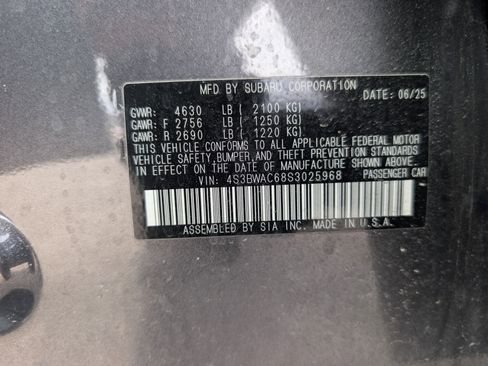 MFD BY SUBARU CORPORATION
DATE: 06/25
GVWR: 4630 LB ( 2100 KG)
GAWR: F 2756 LB ( 1250 KG)
GAWR: R 2690 LB ( 1220 KG)
THIS VEHICLE CONFORMS TO ALL APPLICABLE FEDERAL MOTOR
VEHICLE SAFETY, BUMPER, AND THEFT PREVENTION STANDARDS
IN EFFECT ON THE DATE OF MANUFACTURE SHOWN ABOVE.
VIN: 4S3BWAC68S3025968
PASSENGER CAR
ASSEMBLED BY SIA INC. MADE IN U.S.A.